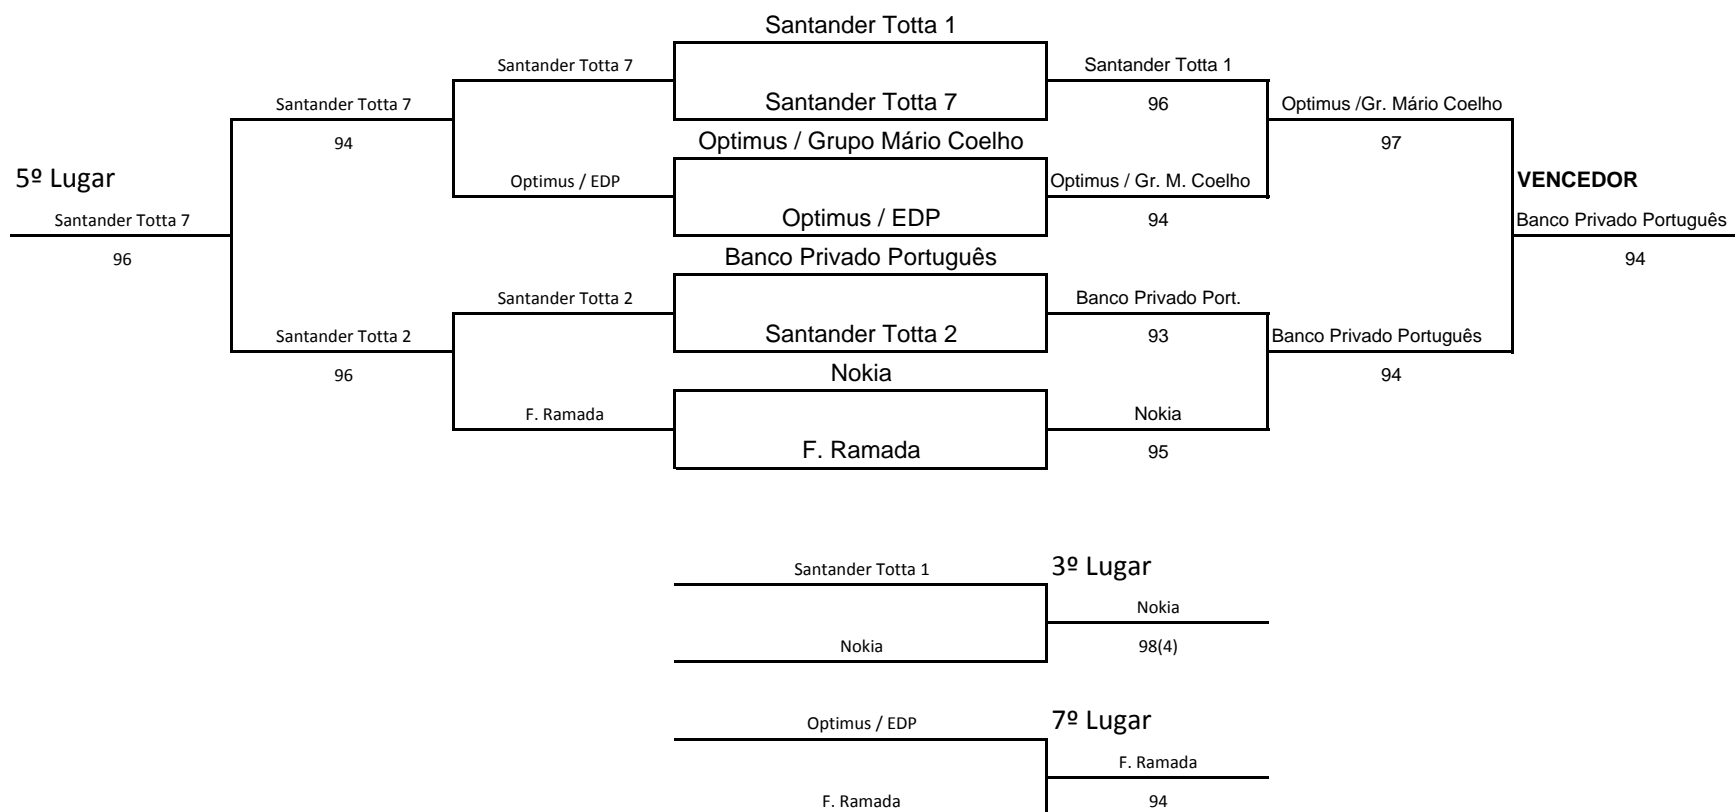 Santander Totta 1
Santander Totta 7 Santander Totta 1
Santander Totta 7 Santander Totta 7 96 Optimus /Gr. Mário Coelho
94 Optimus / Grupo Mário Coelho 97
5º Lugar Optimus / EDP Optimus / Gr. M. Coelho VENCEDOR
Santander Totta 7 Optimus / EDP 94 Banco Privado Português
96 Banco Privado Português 94
Santander Totta 2 Banco Privado Port.
Santander Totta 2 Santander Totta 2 93 Banco Privado Português
96 Nokia 94
F. Ramada Nokia
F. Ramada 95
Santander Totta 1 3º Lugar
Nokia
Nokia 98(4)
Optimus / EDP 7º Lugar
F. Ramada
F. Ramada 94